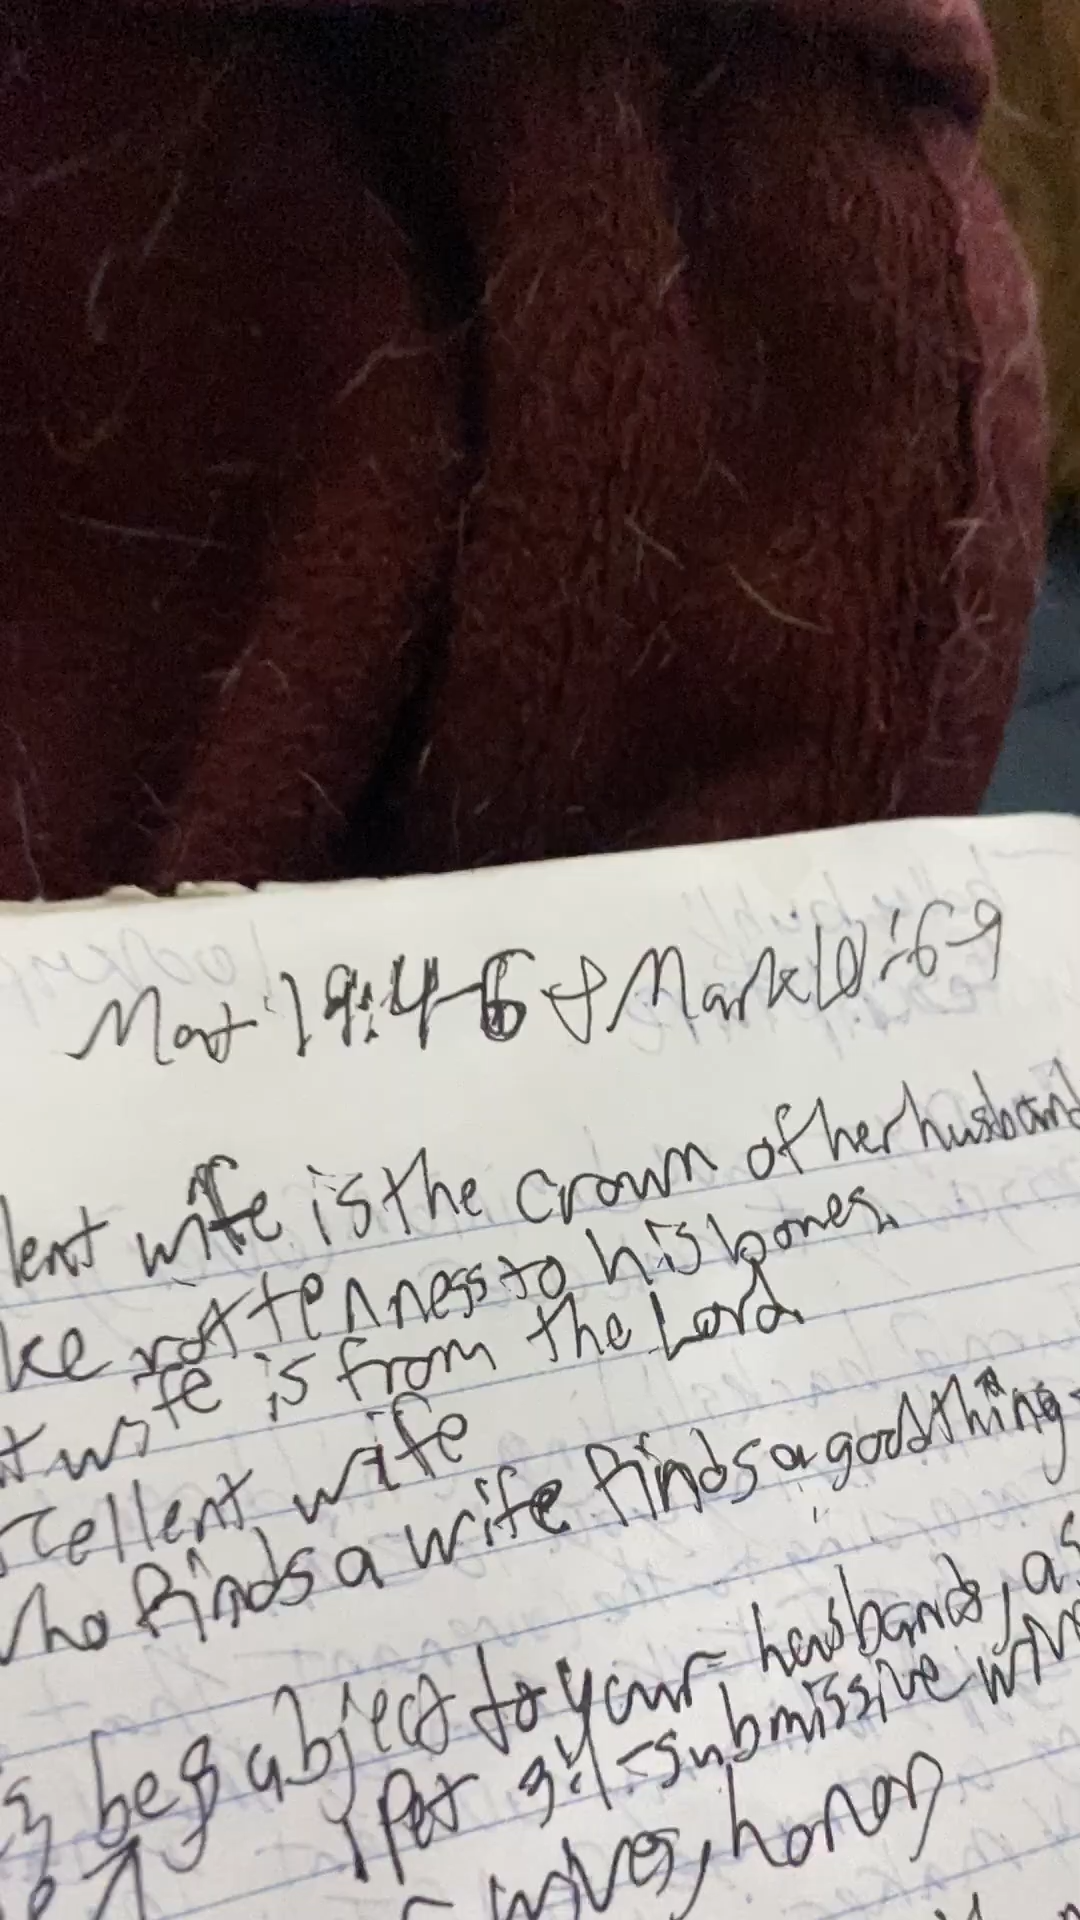 Mat 19:4-6 & Mark 10:6-9
lent wife is the crown of her husband
ke rottenness to his bones.
t wife is from the Lord
cellent wife
who finds a wife finds a good thing
be subject to your husbands, as
1 Pet 3:1 - submissive
wives, honor